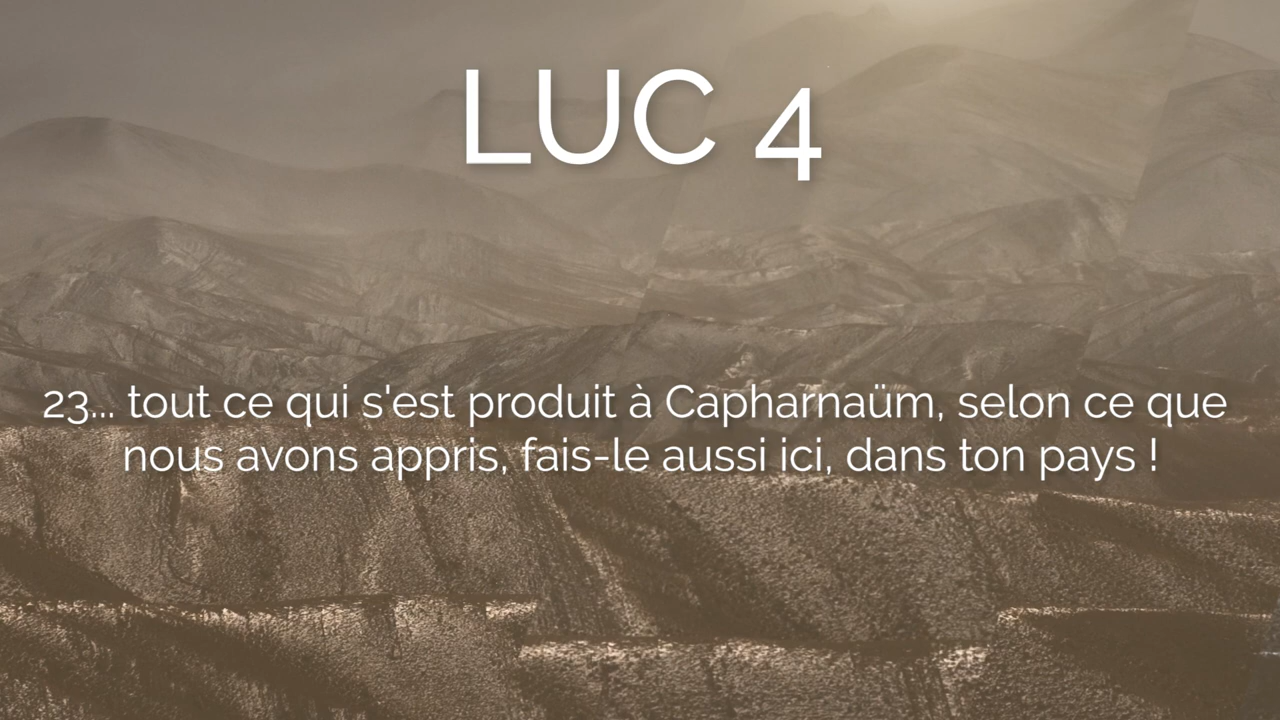 LUC 4
23... tout ce qui s'est produit à Capharnaüm, selon ce que
nous avons appris, fais-le aussi ici, dans ton pays !